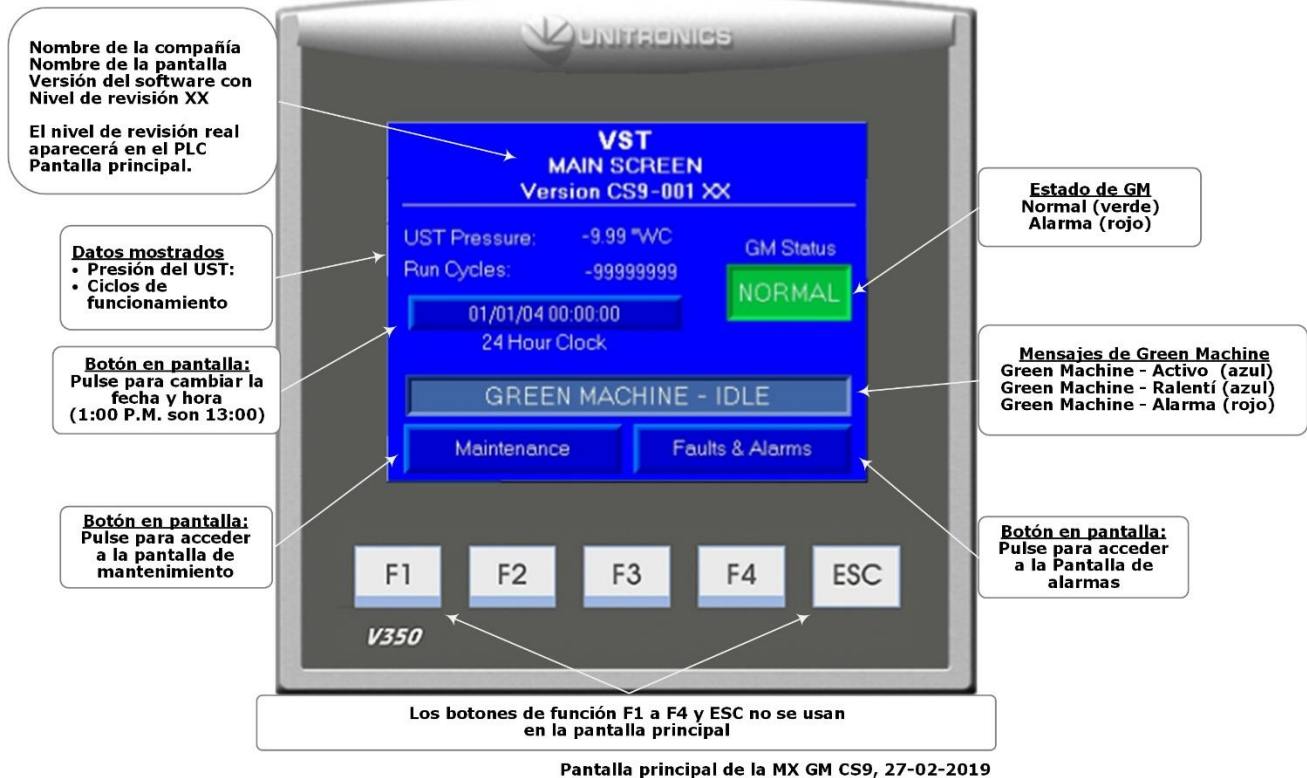 UNITRONICS
Nombre de la compañía
Nombre de la pantalla
Versión del software con
Nivel de revisión XX
El nivel de revisión real
aparecerá en el PLC
Pantalla principal.
VST
MAIN SCREEN
Version CS9-001 XX
Estado de GM
Normal (verde)
Alarma (rojo)
Datos mostrados
• Presión del UST:
• Ciclos de
funcionamiento
UST Pressure: -9.99 "WC
Run Cycles: -99999999
GM Status
NORMAL
01/01/04 00:00:00
24 Hour Clock
Botón en pantalla:
Pulse para cambiar la
fecha y hora
(1:00 P.M. son 13:00)
Mensajes de Green Machine
Green Machine - Activo (azul)
Green Machine - Ralentí (azul)
Green Machine - Alarma (rojo)
GREEN MACHINE - IDLE
Maintenance
Faults & Alarms
Botón en pantalla:
Pulse para acceder
a la pantalla de
mantenimiento
Botón en pantalla:
Pulse para acceder
a la Pantalla de
alarmas
F1 F2 F3 F4 ESC
V350
Los botones de función F1 a F4 y ESC no se usan
en la pantalla principal
Pantalla principal de la MX GM CS9, 27-02-2019